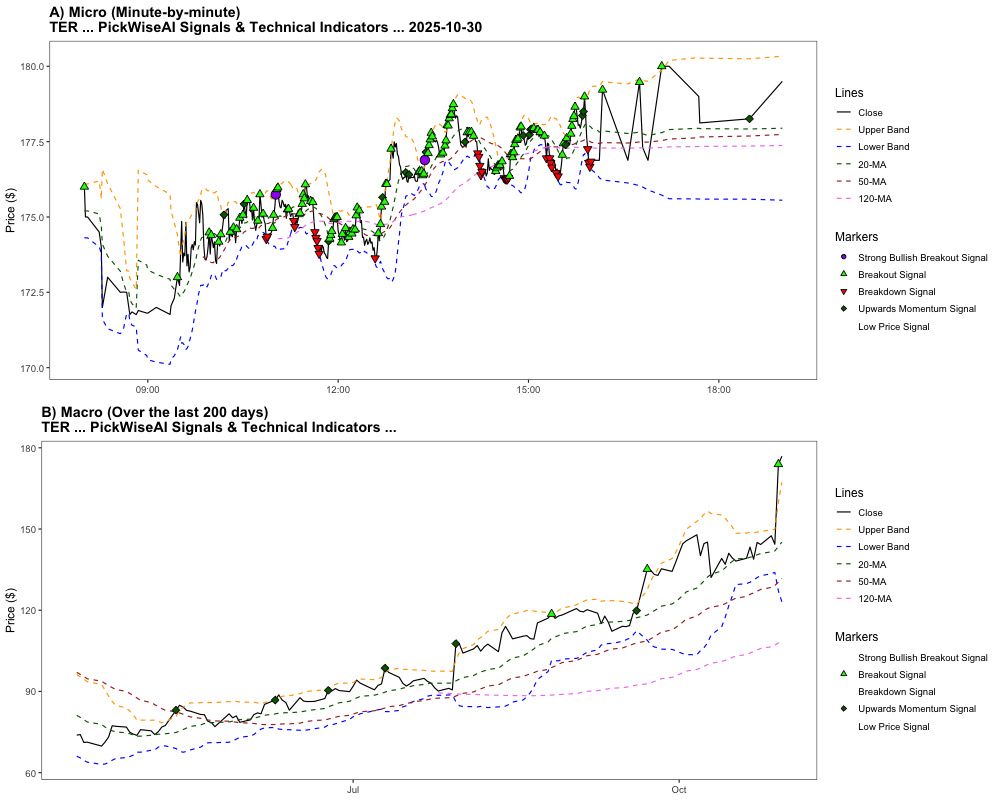 A) Micro (Minute-by-minute)
TER ... PickWiseAI Signals & Technical Indicators ... 2025-10-30
Price ($)
180.0
177.5
175.0
172.5
170.0
09:00
12:00
15:00
18:00
Lines
Close
Upper Band
Lower Band
20-MA
50-MA
120-MA
Markers
Strong Bullish Breakout Signal
Breakout Signal
Breakdown Signal
Upwards Momentum Signal
Low Price Signal
B) Macro (Over the last 200 days)
TER ... PickWiseAI Signals & Technical Indicators ...
Price ($)
180
150
120
90
60
Jul
Oct
Lines
Close
Upper Band
Lower Band
20-MA
50-MA
120-MA
Markers
Strong Bullish Breakout Signal
Breakout Signal
Breakdown Signal
Upwards Momentum Signal
Low Price Signal